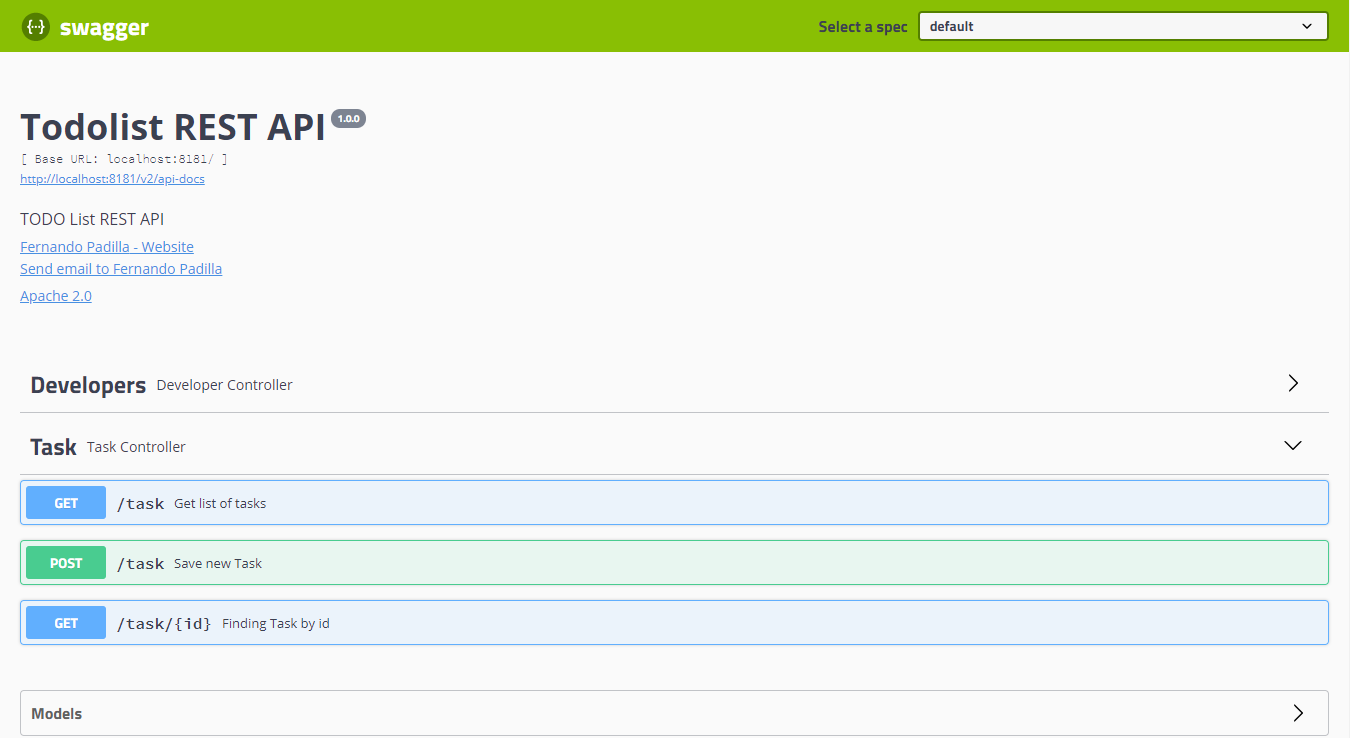 {··} swagger
Select a spec default
Todolist REST API 1.0.0
[ Base URL: localhost:8181/ ]
http://localhost:8181/v2/api-docs
TODO List REST API
Fernando Padilla - Website
Send email to Fernando Padilla
Apache 2.0
Developers Developer Controller
Task Task Controller
GET /task Get list of tasks
POST /task Save new Task
GET /task/{id} Finding Task by id
Models